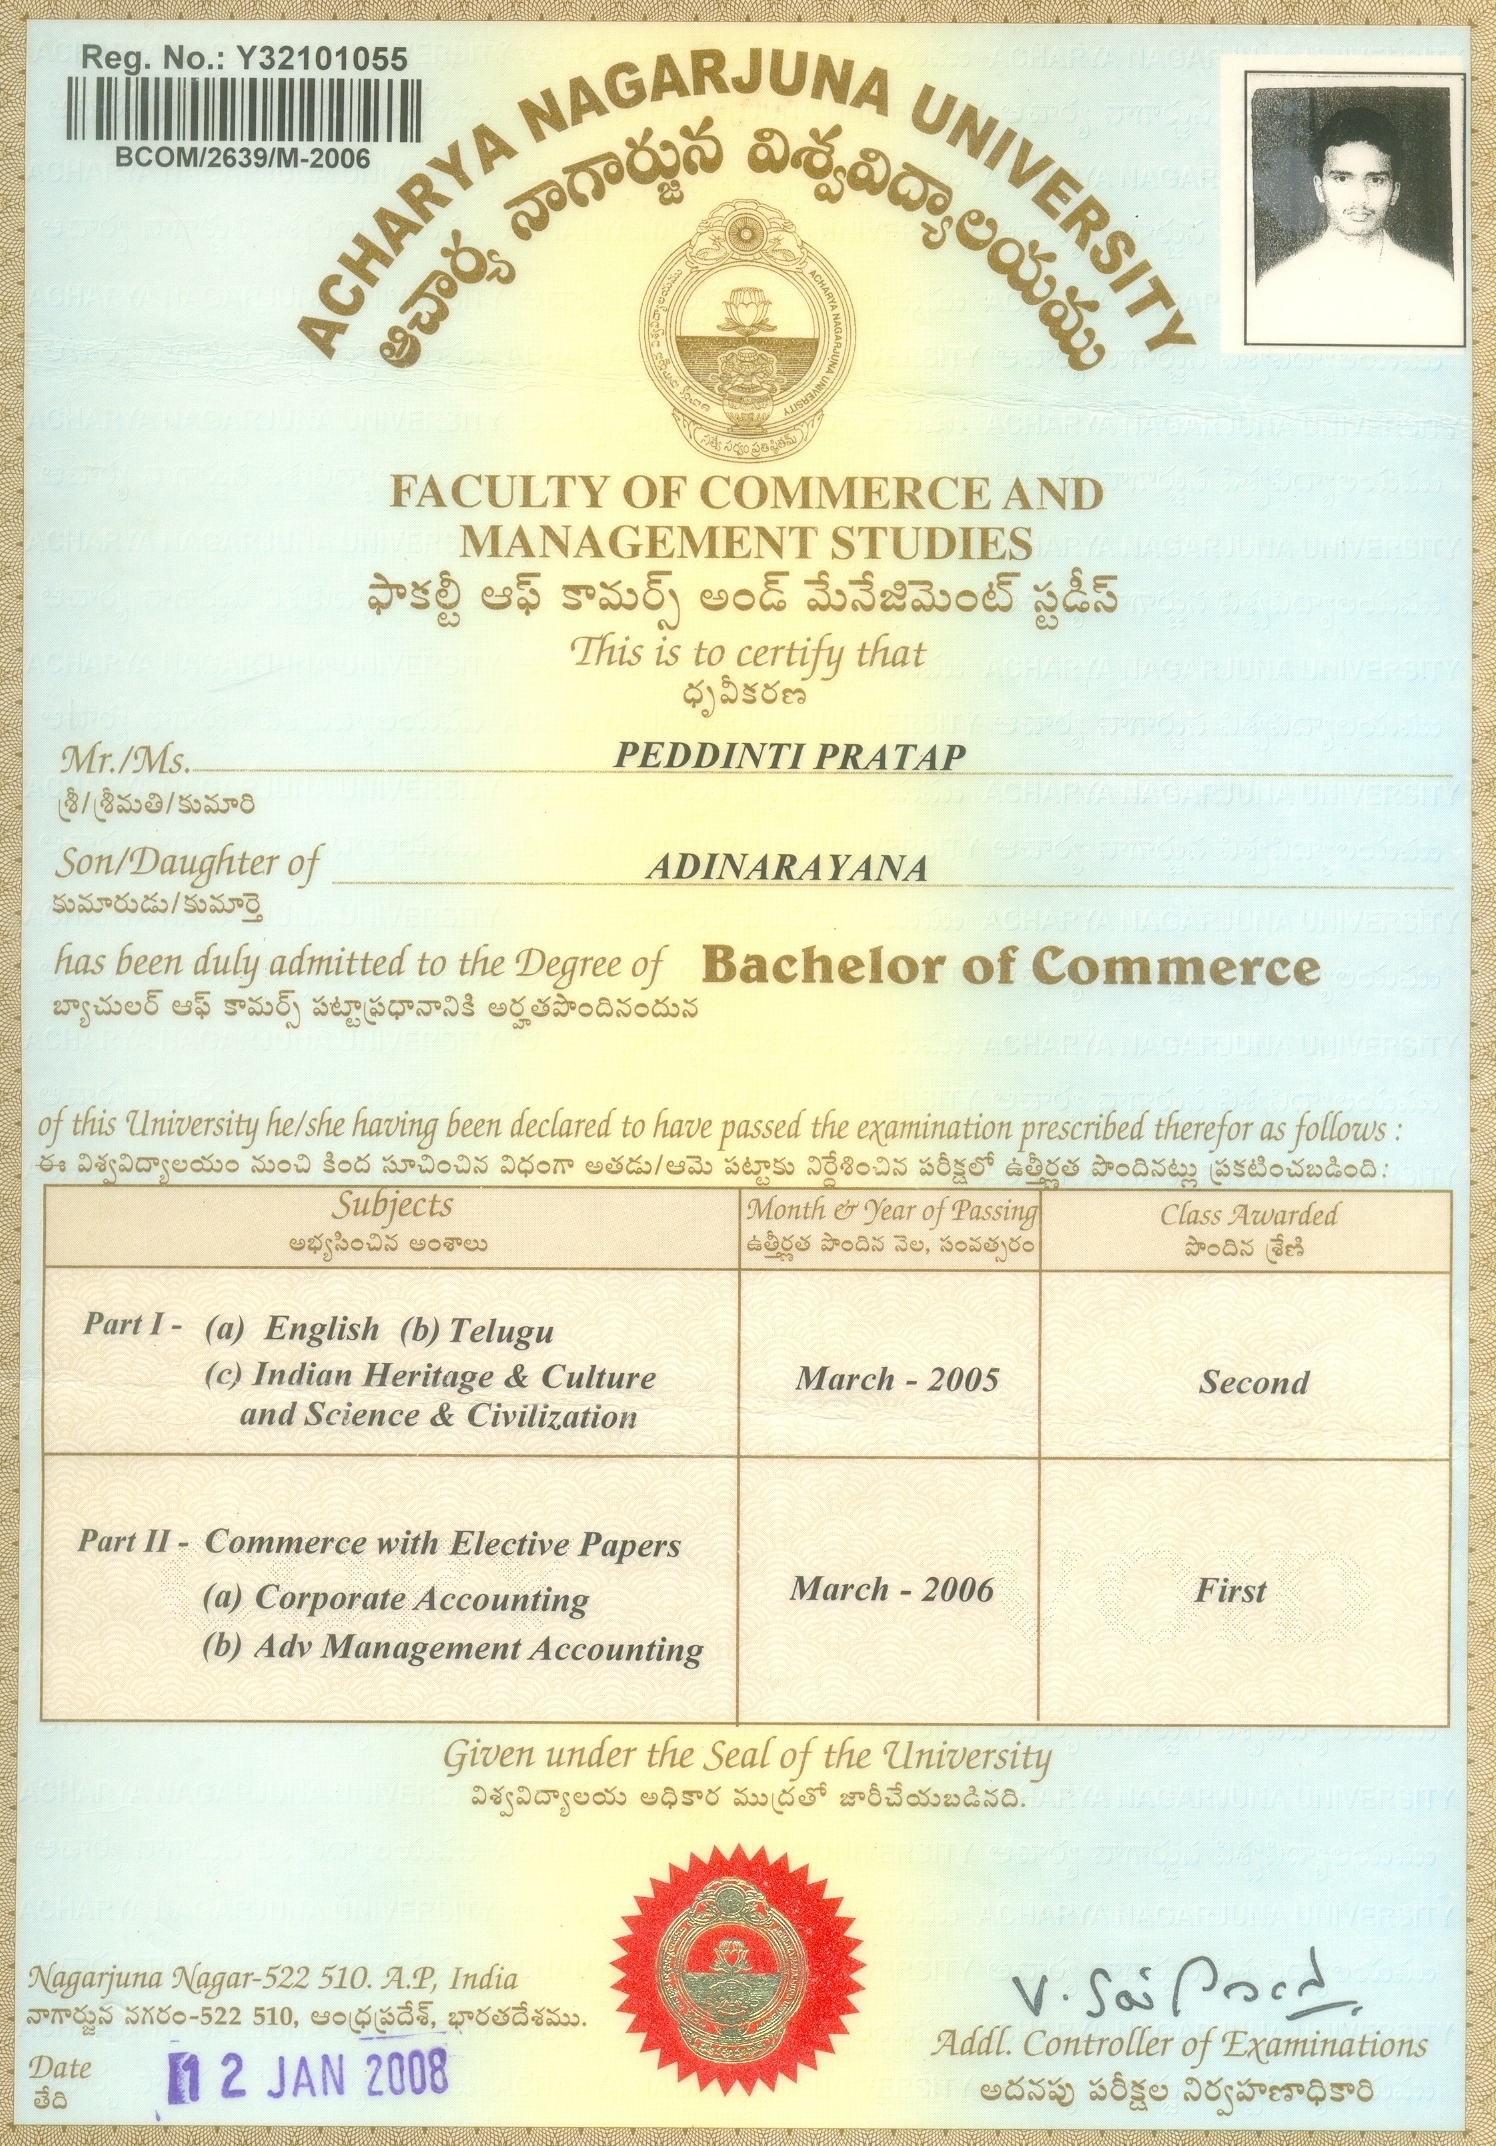 Reg. No.: Y32101055
BCOM/2639/M-2006
ACHARYA NAGARJUNA UNIVERSITY
ఆచార్య నాగార్జున విశ్వవిద్యాలయము
FACULTY OF COMMERCE AND
MANAGEMENT STUDIES
ఫాకల్టీ ఆఫ్ కామర్స్ అండ్ మేనేజిమెంట్ స్టడీస్
This is to certify that
ధృవీకరణ
Mr./Ms. PEDDINTI PRATAP
శ్రీ/శ్రీమతి/కుమారి
Son/Daughter of ADINARAYANA
కుమారుడు/కుమార్తె
has been duly admitted to the Degree of Bachelor of Commerce
బ్యాచులర్ ఆఫ్ కామర్స్ పట్టాప్రధానానికి అర్హతపొందినందున
of this University he/she having been declared to have passed the examination prescribed therefor as follows :
ఈ విశ్వవిద్యాలయం నుంచి కింద సూచించిన విధంగా అతడు/ఆమె పట్టాకు నిర్దేశించిన పరీక్షలో ఉత్తీర్ణత పొందినట్లు ప్రకటించబడింది:
Subjects Month & Year of Passing Class Awarded
అభ్యసించిన అంశాలు ఉత్తీర్ణత పొందిన నెల, సంవత్సరం పొందిన శ్రేణి
Part I - (a) English (b) Telugu
(c) Indian Heritage & Culture March - 2005 Second
and Science & Civilization
Part II - Commerce with Elective Papers
(a) Corporate Accounting March - 2006 First
(b) Adv Management Accounting
Given under the Seal of the University
విశ్వవిద్యాలయ అధికార ముద్రతో జారీచేయబడినది.
Nagarjuna Nagar-522 510. A.P, India
నాగార్జున నగరం-522 510, ఆంధ్రప్రదేశ్, భారతదేశము.
V. Sai Prasad
Addl. Controller of Examinations
అదనపు పరీక్షల నిర్వహణాధికారి
Date 12 JAN 2008
తేది